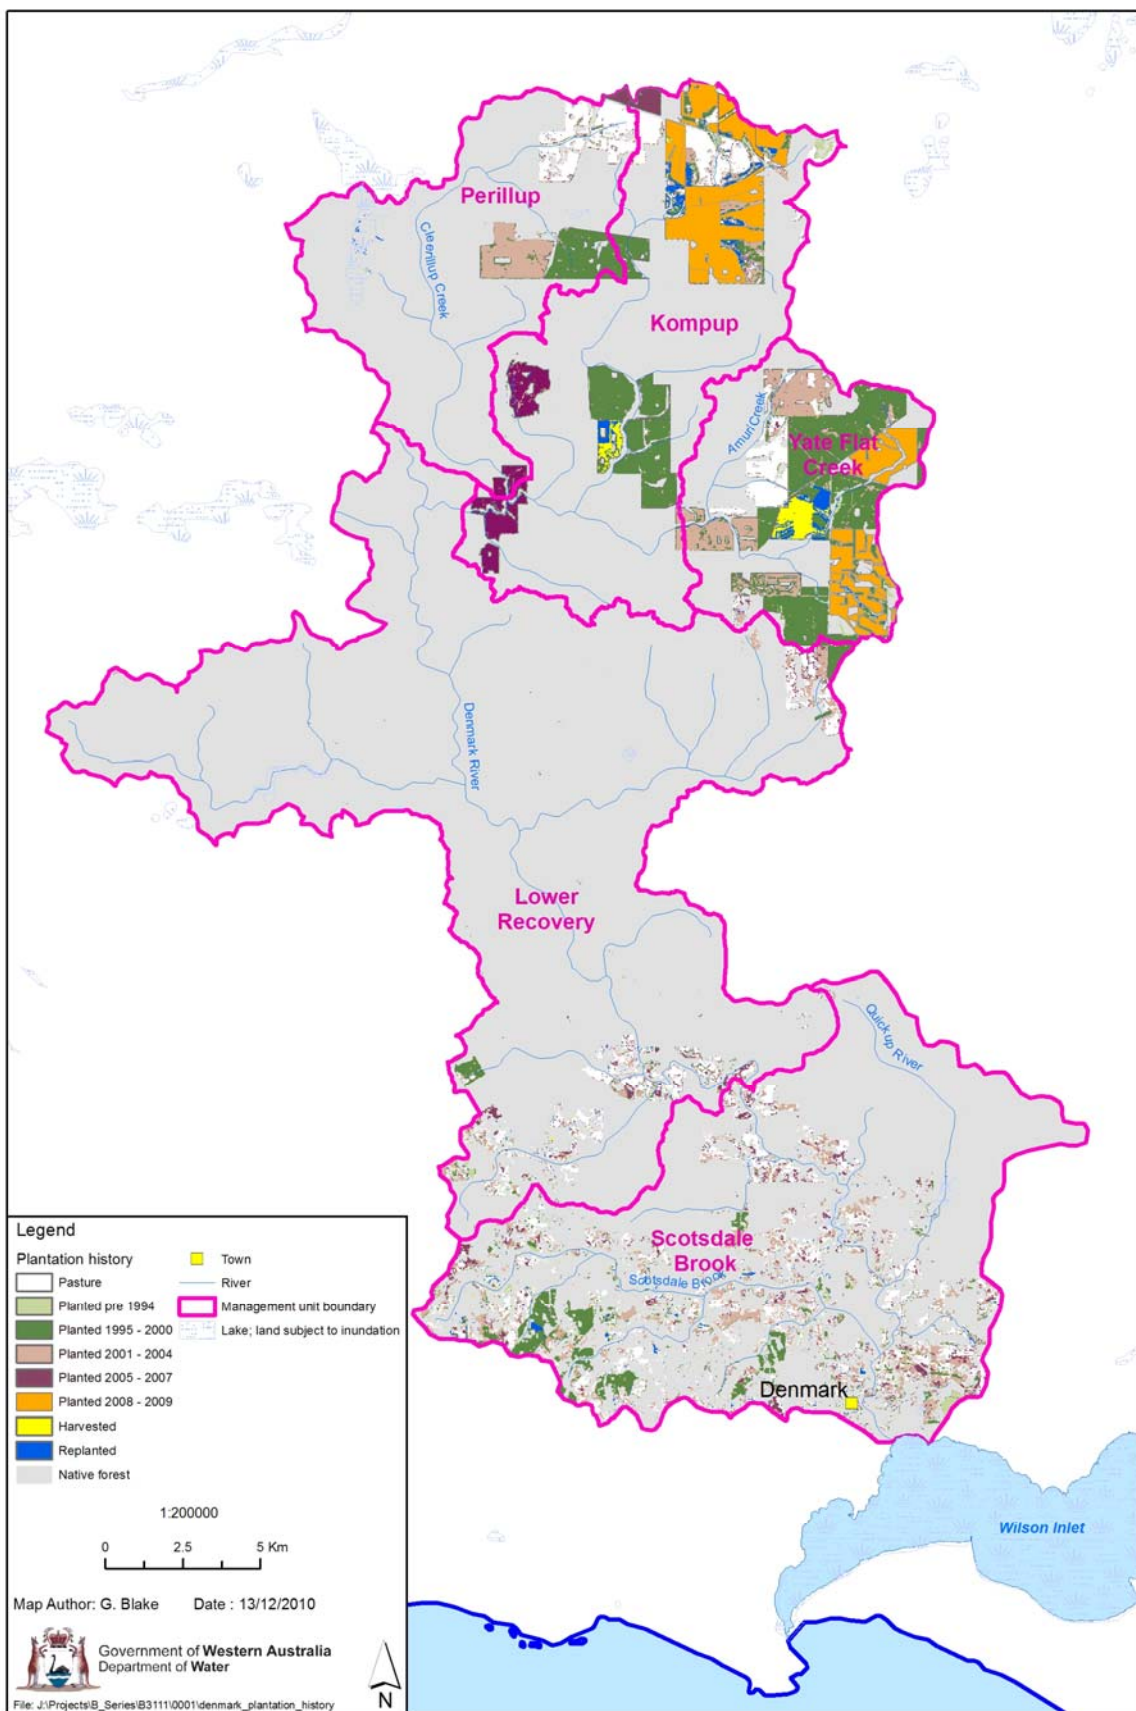 Perillup
Cleerillup Creek
Kompup
Amuri Creek
Yate Flat
Creek
Denmark River
Lower
Recovery
Quickup River
Scotsdale
Brook
Scotsdale Brook
Denmark
Wilson Inlet
Legend
Plantation history
Pasture
Planted pre 1994
Planted 1995 - 2000
Planted 2001 - 2004
Planted 2005 - 2007
Planted 2008 - 2009
Harvested
Replanted
Native forest
Town
River
Management unit boundary
Lake; land subject to inundation
1:200000
0 2.5 5 Km
Map Author: G. Blake Date : 13/12/2010
Government of Western Australia
Department of Water
N
File: J:\Projects\B_Series\B3111\0001\denmark_plantation_history